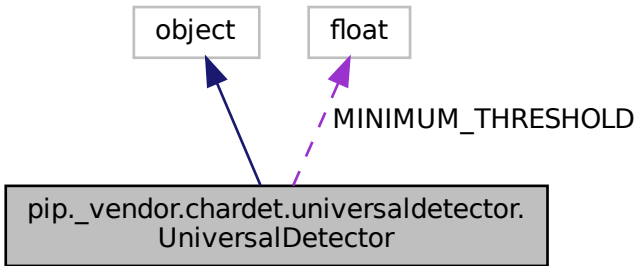 object
float
MINIMUM_THRESHOLD
pip._vendor.chardet.universaldetector.
UniversalDetector